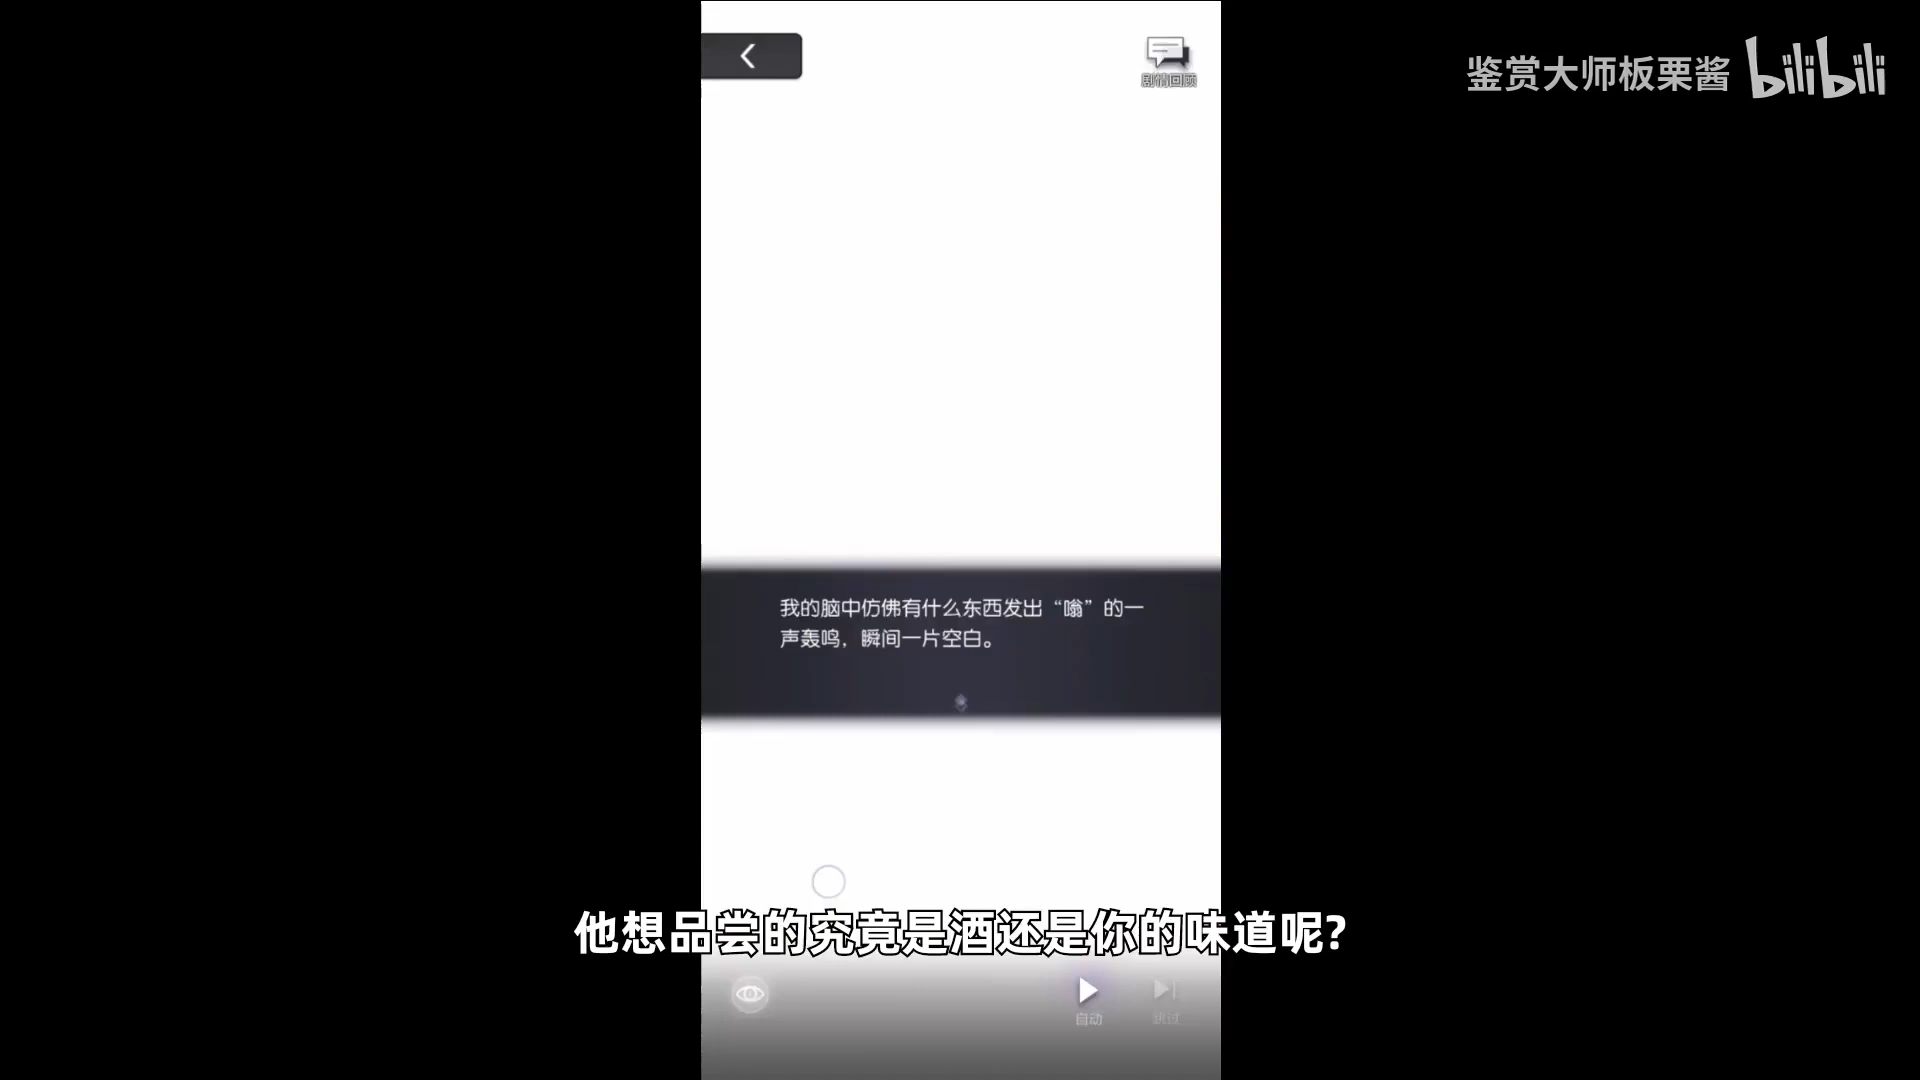 鉴赏大师板栗酱 bilibili
剧情回顾
我的脑中仿佛有什么东西发出“嗡”的一
声轰鸣，瞬间一片空白。
他想品尝的究竟是酒还是你的味道呢?
自动
跳过